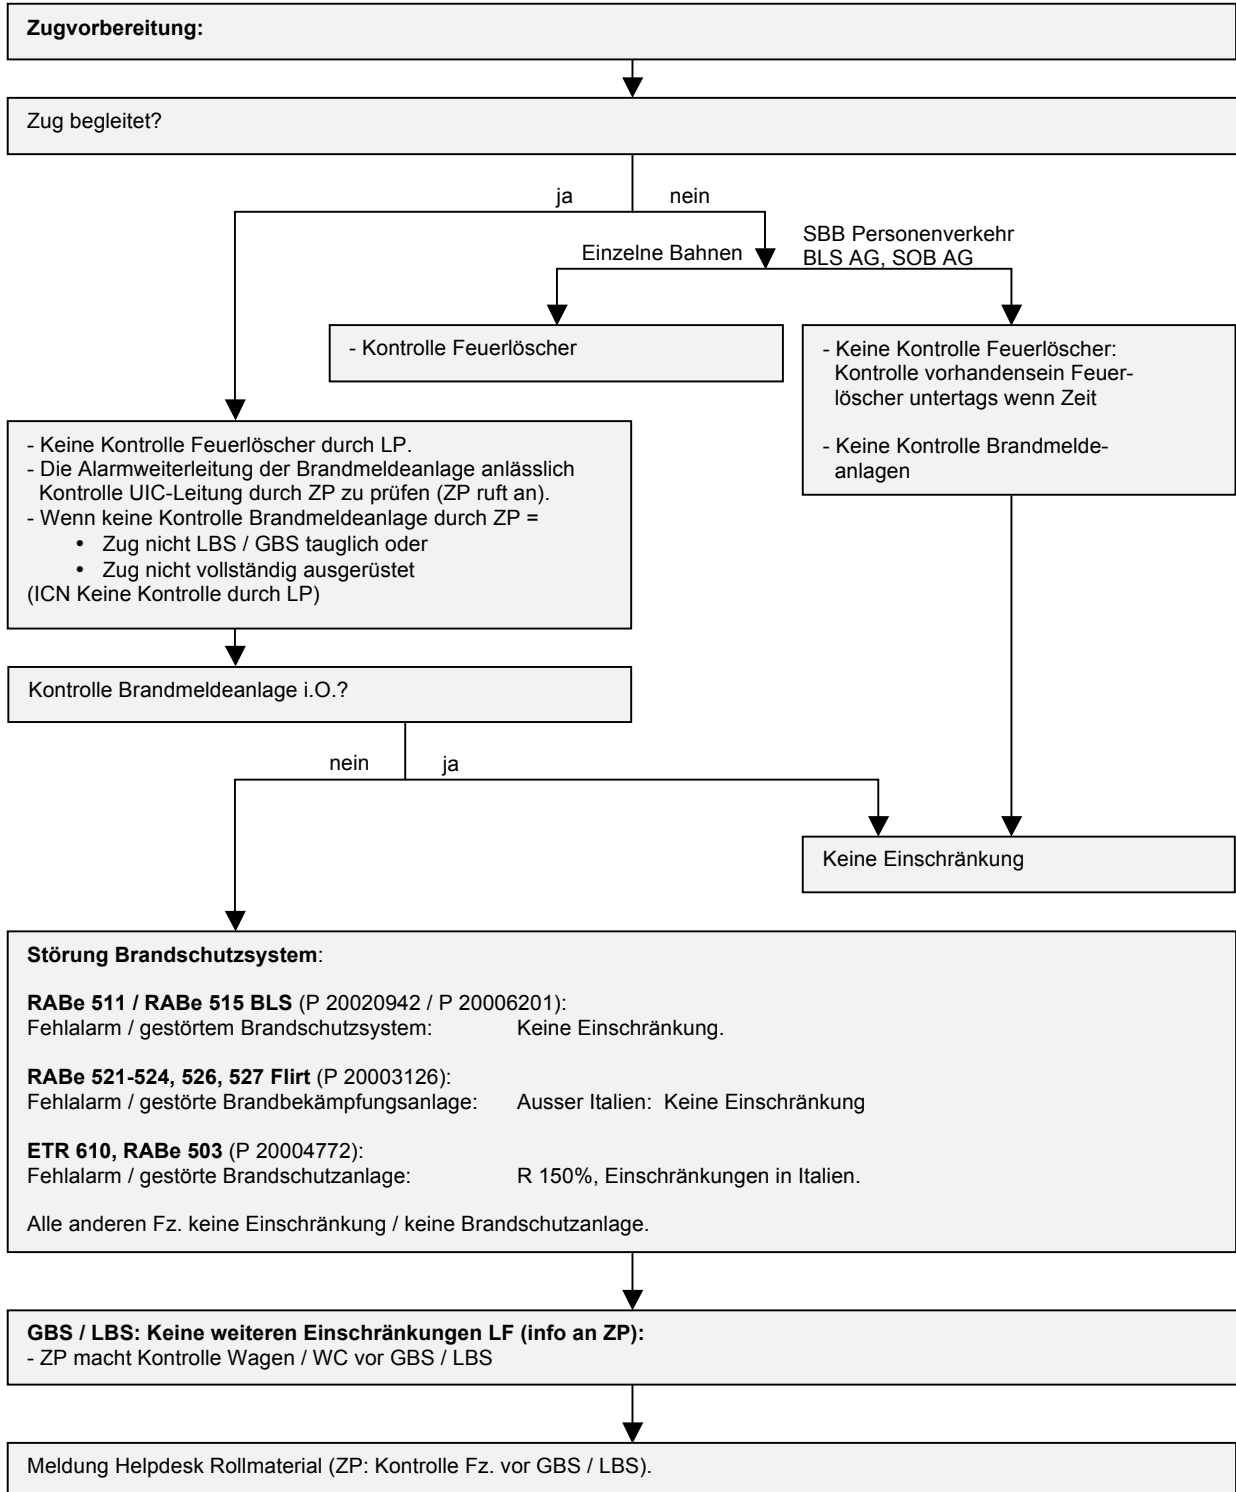 Zugvorbereitung:
Zug begleitet?
ja
nein
Einzelne Bahnen
SBB Personenverkehr
BLS AG, SOB AG
- Kontrolle Feuerlöscher
- Keine Kontrolle Feuerlöscher:
Kontrolle vorhandensein Feuer-
löscher untertags wenn Zeit
- Keine Kontrolle Brandmelde-
anlagen
- Keine Kontrolle Feuerlöscher durch LP.
- Die Alarmweiterleitung der Brandmeldeanlage anlässlich
Kontrolle UIC-Leitung durch ZP zu prüfen (ZP ruft an).
- Wenn keine Kontrolle Brandmeldeanlage durch ZP =
• Zug nicht LBS / GBS tauglich oder
• Zug nicht vollständig ausgerüstet
(ICN Keine Kontrolle durch LP)
Kontrolle Brandmeldeanlage i.O.?
nein
ja
Keine Einschränkung
Störung Brandschutzsystem:
RABe 511 / RABe 515 BLS (P 20020942 / P 20006201):
Fehlalarm / gestörtem Brandschutzsystem: Keine Einschränkung.
RABe 521-524, 526, 527 Flirt (P 20003126):
Fehlalarm / gestörte Brandbekämpfungsanlage: Ausser Italien: Keine Einschränkung
ETR 610, RABe 503 (P 20004772):
Fehlalarm / gestörte Brandschutzanlage: R 150%, Einschränkungen in Italien.
Alle anderen Fz. keine Einschränkung / keine Brandschutzanlage.
GBS / LBS: Keine weiteren Einschränkungen LF (info an ZP):
- ZP macht Kontrolle Wagen / WC vor GBS / LBS
Meldung Helpdesk Rollmaterial (ZP: Kontrolle Fz. vor GBS / LBS).